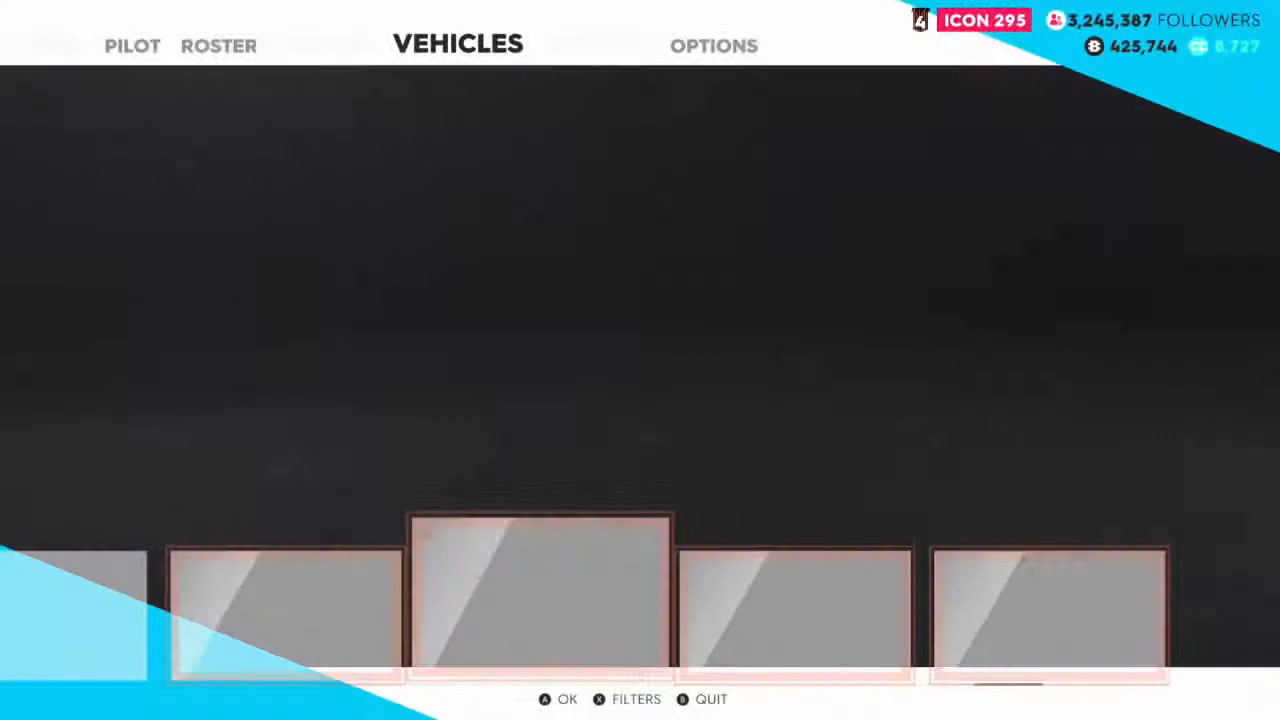 4 ICON 295 3,245,387 FOLLOWERS
PILOT ROSTER VEHICLES OPTIONS
425,744
OK FILTERS QUIT